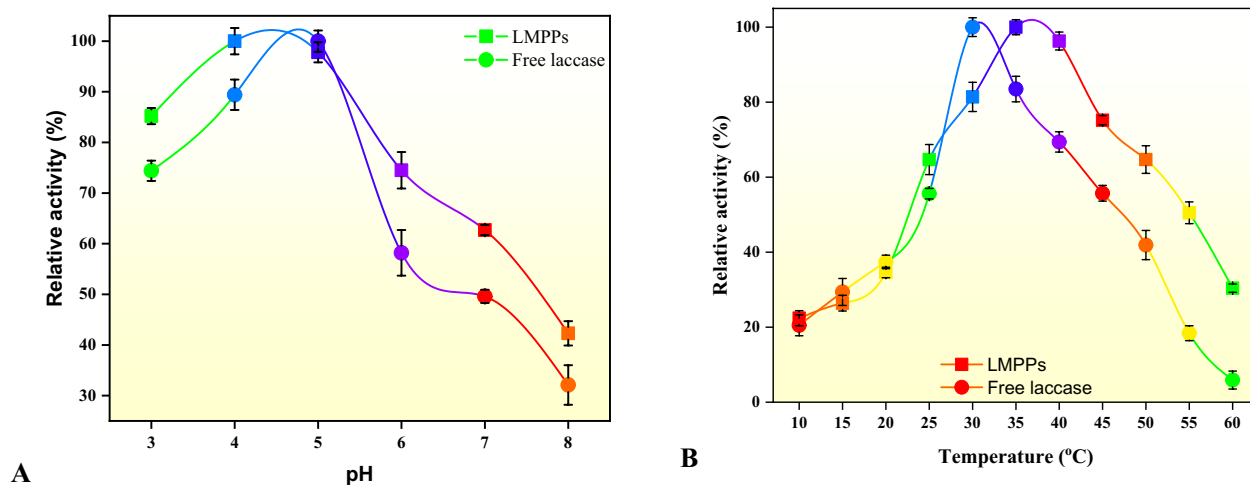 LMPPs
Free laccase
Relative activity (%)
100
90
80
70
60
50
40
30
3 4 5 6 7 8
pH
A
LMPPs
Free laccase
Relative activity (%)
100
80
60
40
20
0
10 15 20 25 30 35 40 45 50 55 60
Temperature (⁰C)
B